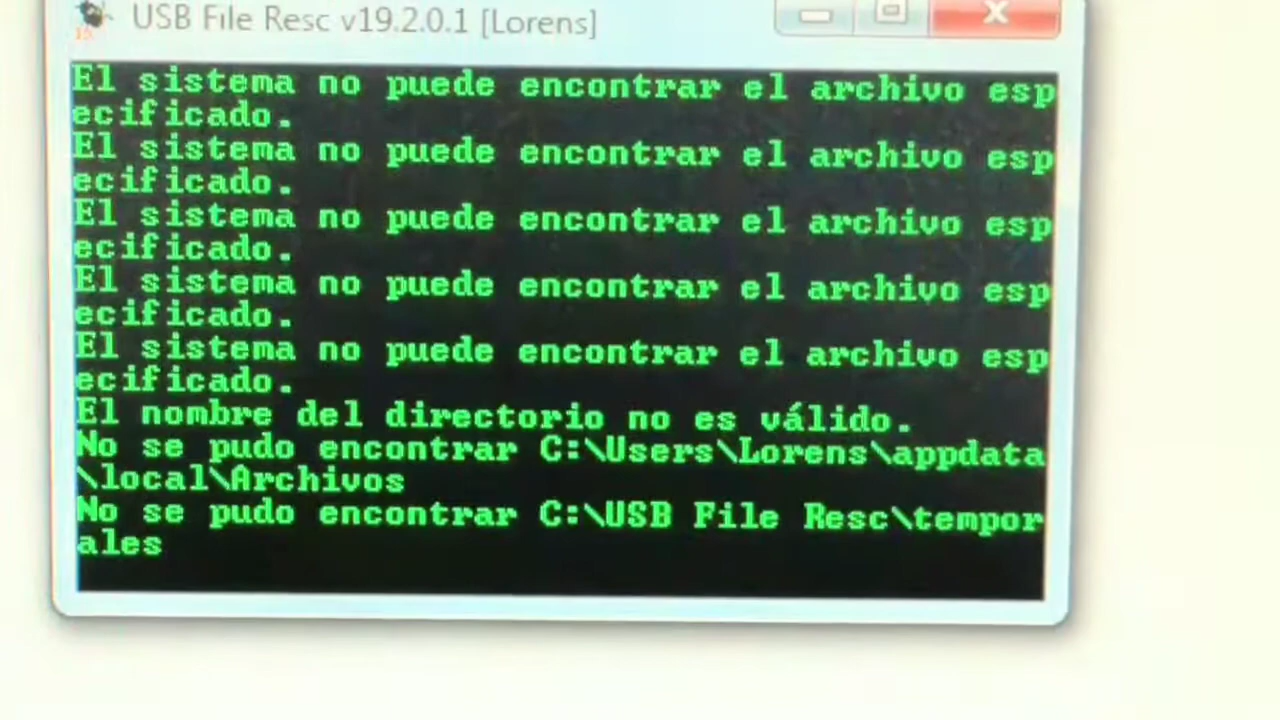 USB File Resc v19.2.0.1 [Lorens]
El sistema no puede encontrar el archivo esp
ecificado.
El sistema no puede encontrar el archivo esp
ecificado.
El sistema no puede encontrar el archivo esp
ecificado.
El sistema no puede encontrar el archivo esp
ecificado.
El sistema no puede encontrar el archivo esp
ecificado.
El nombre del directorio no es válido.
No se pudo encontrar C:\Users\Lorens\appdata
\local\Archivos
No se pudo encontrar C:\USB File Resc\tempor
ales